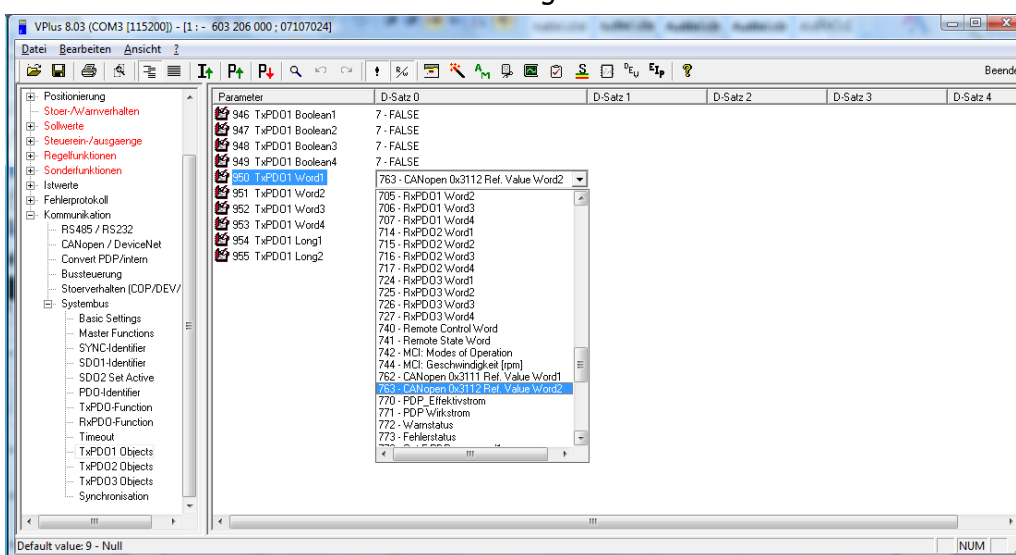 VPlus 8.03 (COM3 [115200]) - [1 : - 603 206 000 ; 07107024]
Datei Bearbeiten Ansicht ?
Beende
Positionierung
Stoer-/Warnverhalten
Sollwerte
Steuerein-/ausgaenge
Regelfunktionen
Sonderfunktionen
Istwerte
Fehlerprotokoll
Kommunikation
RS485 / RS232
CANopen / DeviceNet
Convert PDP/intern
Bussteuerung
Stoerverhalten (COP/DEV/
Systembus
Basic Settings
Master Functions
SYNC-Identifier
SDO1-Identifier
SDO2 Set Active
PDO-Identifier
TxPDO-Function
RxPDO-Function
Timeout
TxPDO1 Objects
TxPDO2 Objects
TxPDO3 Objects
Synchronisation
Parameter D-Satz 0 D-Satz 1 D-Satz 2 D-Satz 3 D-Satz 4
946 TxPDO1 Boolean1 7 - FALSE
947 TxPDO1 Boolean2 7 - FALSE
948 TxPDO1 Boolean3 7 - FALSE
949 TxPDO1 Boolean4 7 - FALSE
950 TxPDO1 Word1 763 - CANopen 0x3112 Ref. Value Word2
951 TxPDO1 Word2
952 TxPDO1 Word3
953 TxPDO1 Word4
954 TxPDO1 Long1
955 TxPDO1 Long2
705 - RxPDO1 Word2
706 - RxPDO1 Word3
707 - RxPDO1 Word4
714 - RxPDO2 Word1
715 - RxPDO2 Word2
716 - RxPDO2 Word3
717 - RxPDO2 Word4
724 - RxPDO3 Word1
725 - RxPDO3 Word2
726 - RxPDO3 Word3
727 - RxPDO3 Word4
740 - Remote Control Word
741 - Remote State Word
742 - MCI: Modes of Operation
744 - MCI: Geschwindigkeit [rpm]
762 - CANopen 0x3111 Ref. Value Word1
763 - CANopen 0x3112 Ref. Value Word2
770 - PDP_Effektivstrom
771 - PDP Wirkstrom
772 - Warnstatus
773 - Fehlerstatus
Default value: 9 - Null
NUM